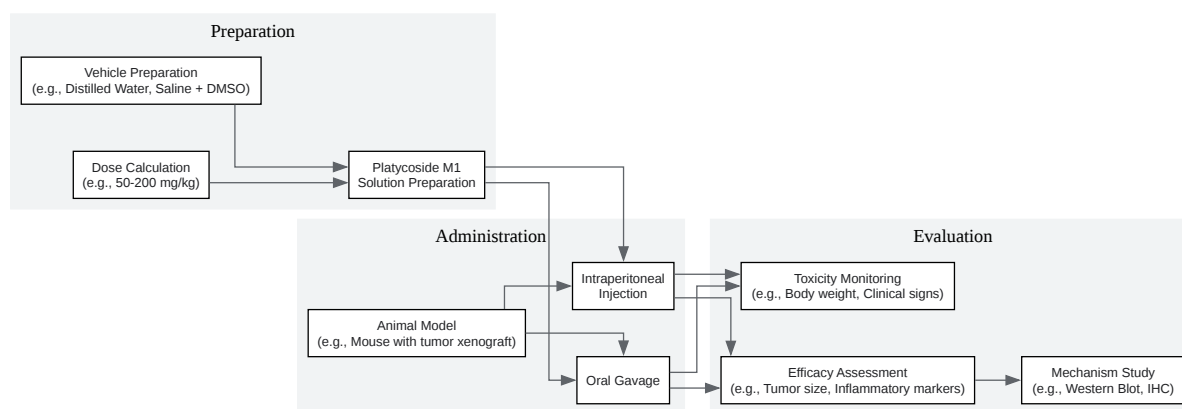 Preparation
Vehicle Preparation
(e.g., Distilled Water, Saline + DMSO)
Dose Calculation
(e.g., 50-200 mg/kg)
Platycoside M1
Solution Preparation
Administration
Intraperitoneal
Injection
Animal Model
(e.g., Mouse with tumor xenograft)
Oral Gavage
Evaluation
Toxicity Monitoring
(e.g., Body weight, Clinical signs)
Efficacy Assessment
(e.g., Tumor size, Inflammatory markers)
Mechanism Study
(e.g., Western Blot, IHC)